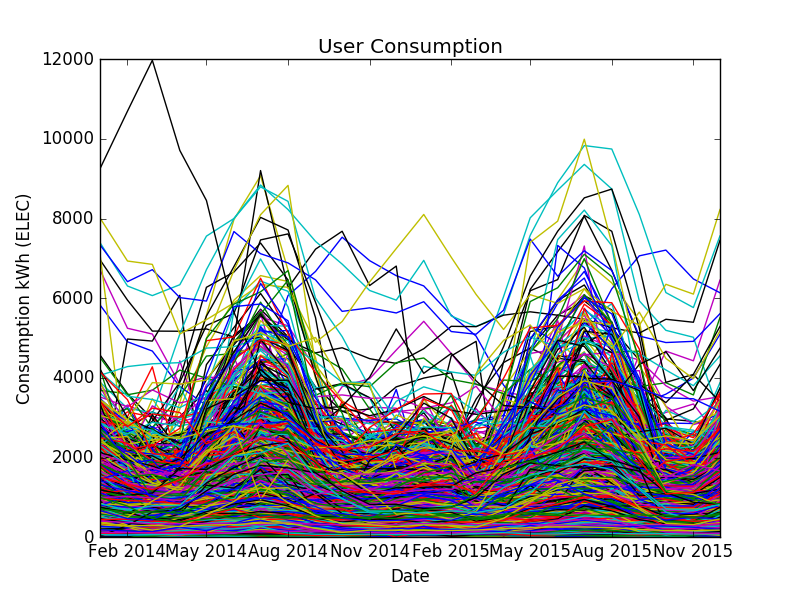 User Consumption
12000
10000
8000
6000
4000
2000
0
Consumption kWh (ELEC)
Feb 2014 May 2014 Aug 2014 Nov 2014 Feb 2015 May 2015 Aug 2015 Nov 2015
Date